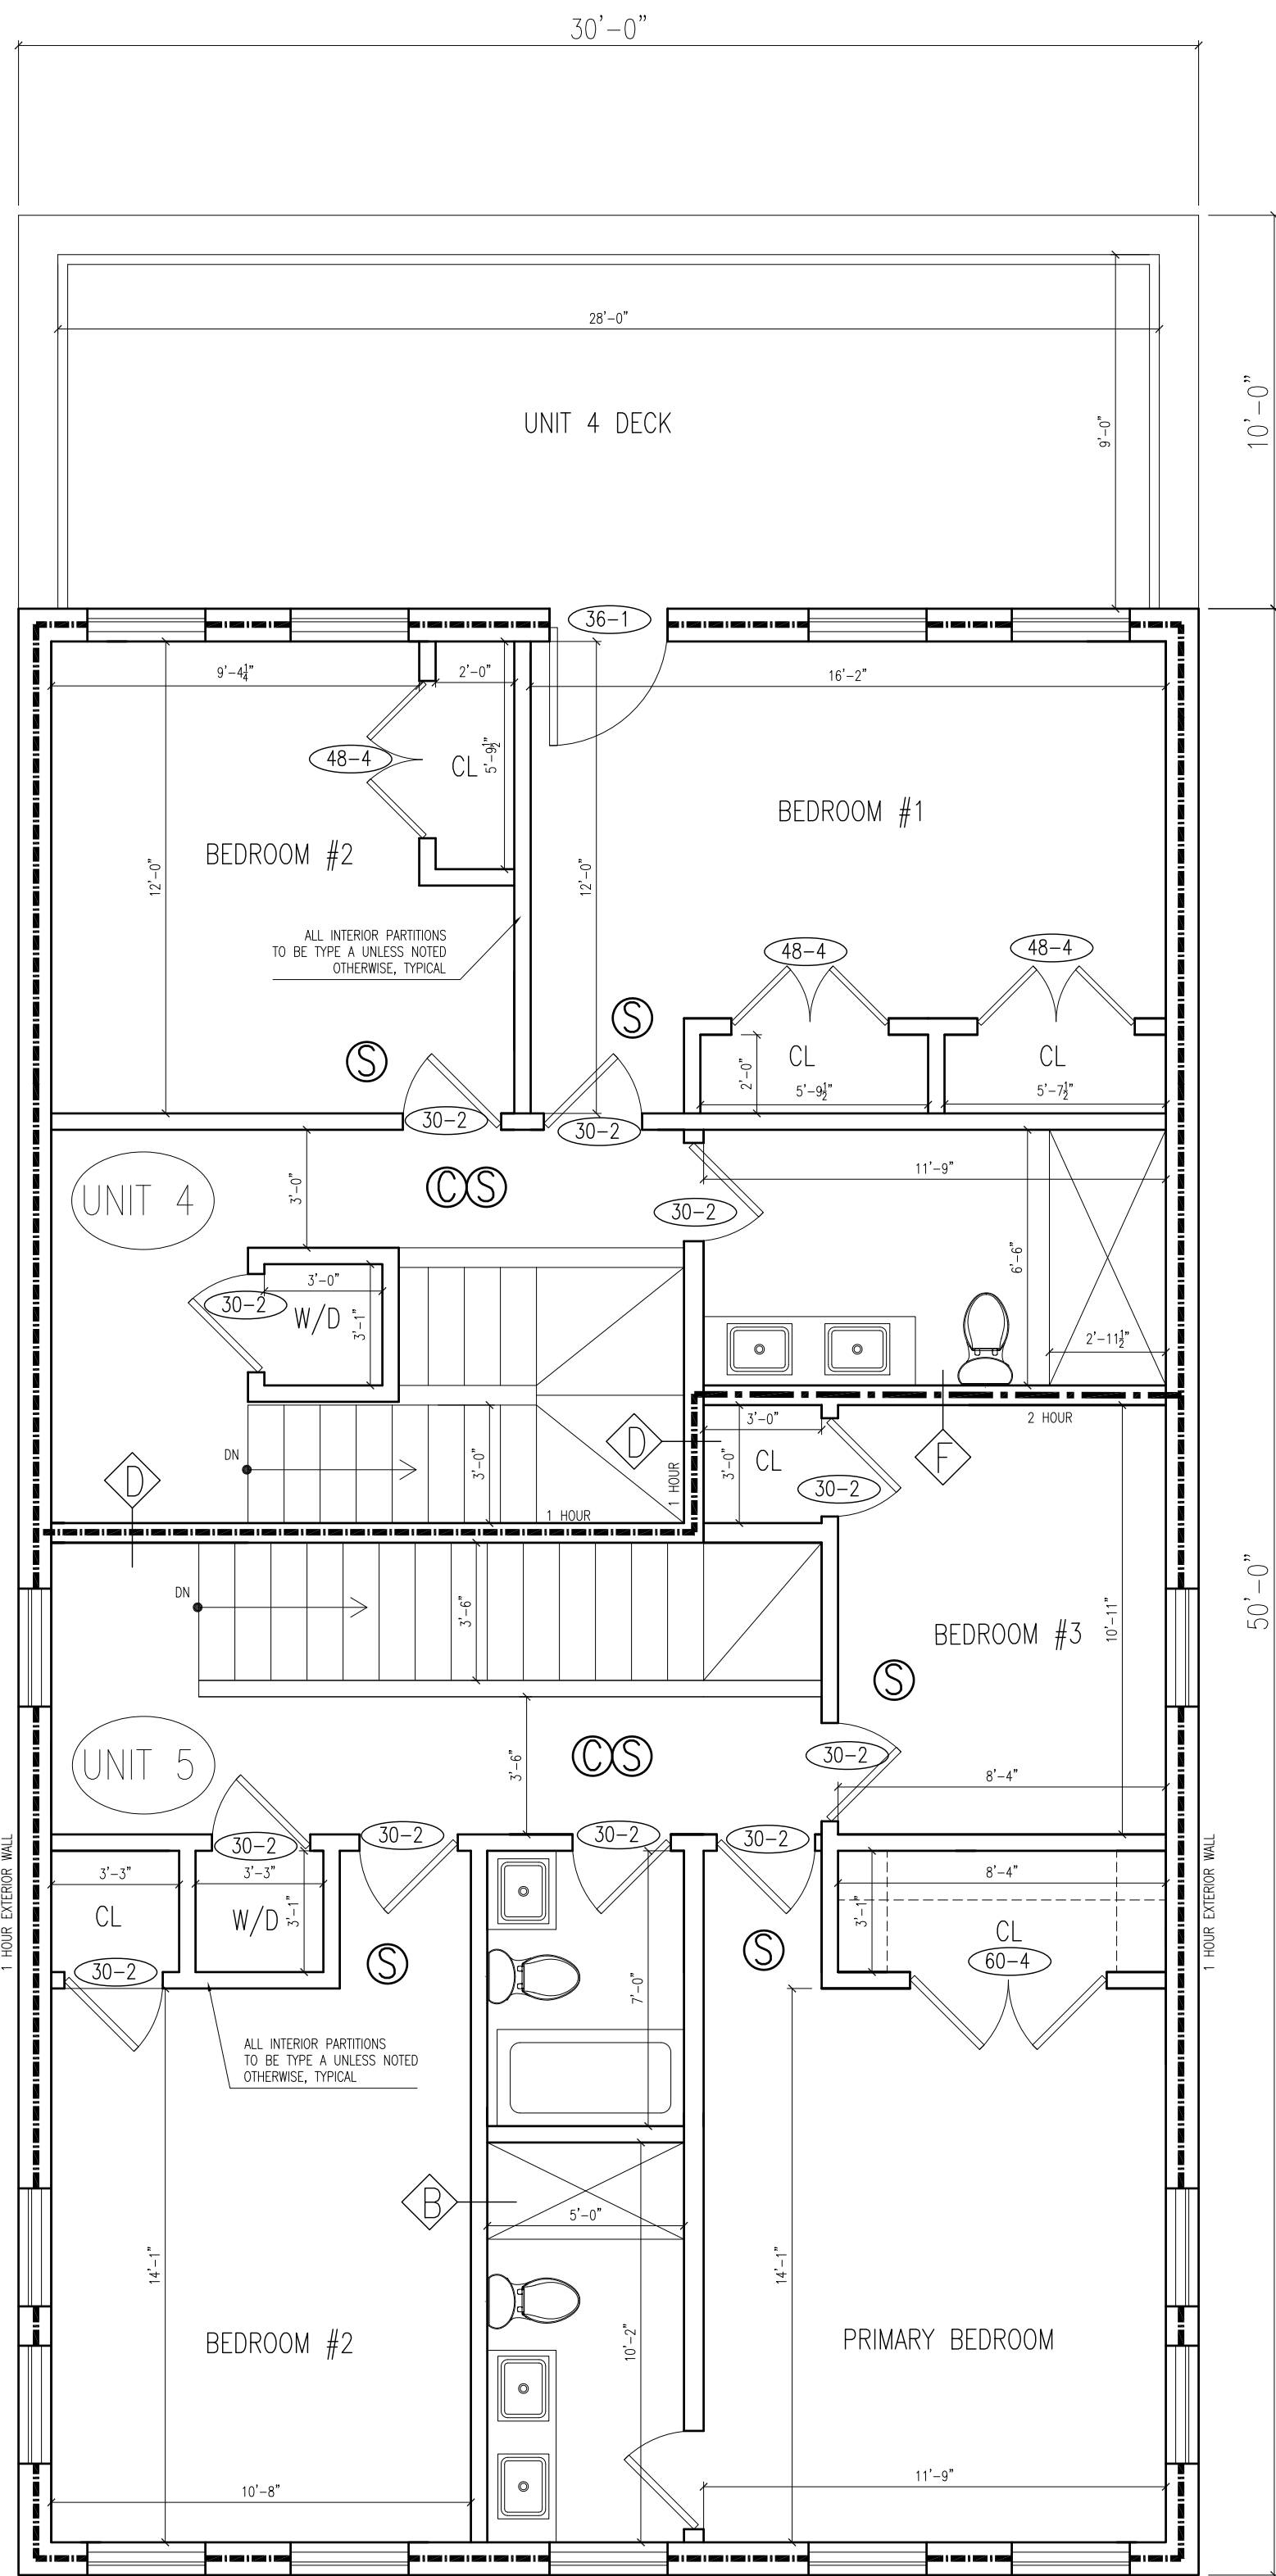 30'-0"
28'-0"
9'-0"
10'-0"
UNIT 4 DECK
36-1
9'-4¼"
2'-0"
16'-2"
48-4
CL
5'-9½"
BEDROOM #1
BEDROOM #2
12'-0"
12'-0"
ALL INTERIOR PARTITIONS
TO BE TYPE A UNLESS NOTED
OTHERWISE, TYPICAL
48-4
48-4
S
S
CL
CL
2'-0"
5'-9½"
5'-7½"
30-2
30-2
UNIT 4
3'-0"
C S
11'-9"
30-2
6'-6"
3'-0"
30-2
W/D
3'-1"
2'-11½"
2 HOUR
3'-0"
D
DN
3'-0"
D
1 HOUR
1 HOUR
CL
3'-0"
30-2
F
DN
3'-6"
BEDROOM #3
10'-11"
50'-0"
S
UNIT 5
3'-6"
C S
30-2
8'-4"
30-2
30-2
30-2
30-2
1 HOUR EXTERIOR WALL
1 HOUR EXTERIOR WALL
3'-3"
3'-3"
8'-4"
CL
W/D
3'-1"
3'-1"
CL
30-2
S
S
60-4
7'-0"
ALL INTERIOR PARTITIONS
TO BE TYPE A UNLESS NOTED
OTHERWISE, TYPICAL
B
5'-0"
14'-1"
14'-1"
10'-2"
BEDROOM #2
PRIMARY BEDROOM
10'-8"
11'-9"